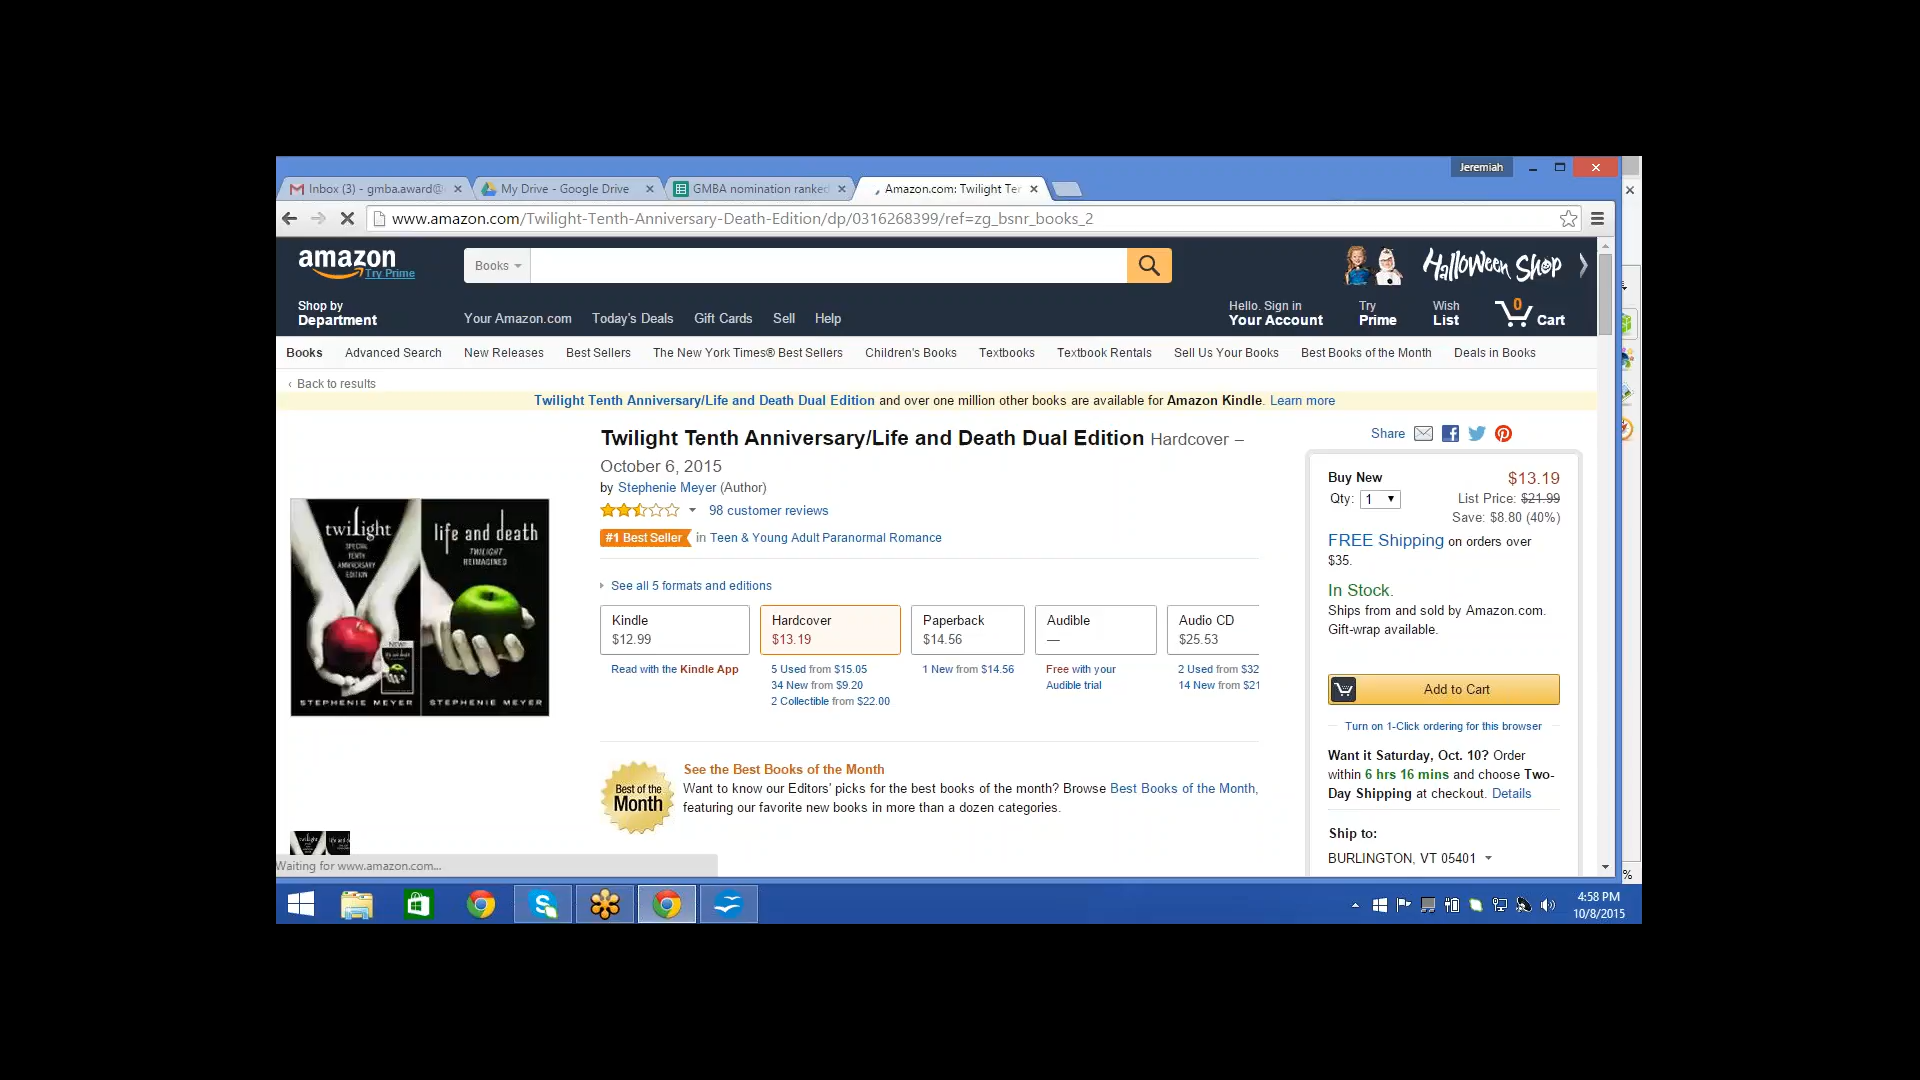 Jeremiah
Inbox (3) - gmba.award@
My Drive - Google Drive
GMBA nomination ranked
Amazon.com: Twilight Ter
www.amazon.com/Twilight-Tenth-Anniversary-Death-Edition/dp/0316268399/ref=zg_bsnr_books_2
amazon
Try Prime
Books
Halloween Shop
Shop by
Department
Your Amazon.com Today's Deals Gift Cards Sell Help
Hello. Sign in
Your Account
Try
Prime
Wish
List
0
Cart
Books Advanced Search New Releases Best Sellers The New York Times® Best Sellers Children's Books Textbooks Textbook Rentals Sell Us Your Books Best Books of the Month Deals in Books
‹ Back to results
Twilight Tenth Anniversary/Life and Death Dual Edition and over one million other books are available for Amazon Kindle. Learn more
twilight
SPECIAL
TENTH
ANNIVERSARY
EDITION
NEW!
STEPHENIE MEYER
life and death
TWILIGHT
REIMAGINED
STEPHENIE MEYER
Twilight Tenth Anniversary/Life and Death Dual Edition Hardcover –
October 6, 2015
by Stephenie Meyer (Author)
98 customer reviews
#1 Best Seller in Teen & Young Adult Paranormal Romance
See all 5 formats and editions
Kindle
$12.99
Read with the Kindle App
Hardcover
$13.19
5 Used from $15.05
34 New from $9.20
2 Collectible from $22.00
Paperback
$14.56
1 New from $14.56
Audible
—
Free with your
Audible trial
Audio CD
$25.53
2 Used from $32
14 New from $21
Best of the
Month
See the Best Books of the Month
Want to know our Editors' picks for the best books of the month? Browse Best Books of the Month,
featuring our favorite new books in more than a dozen categories.
Share
Buy New $13.19
Qty: 1
List Price: $21.99
Save: $8.80 (40%)
FREE Shipping on orders over
$35.
In Stock.
Ships from and sold by Amazon.com.
Gift-wrap available.
Add to Cart
Turn on 1-Click ordering for this browser
Want it Saturday, Oct. 10? Order
within 6 hrs 16 mins and choose Two-
Day Shipping at checkout. Details
Ship to:
BURLINGTON, VT 05401
Waiting for www.amazon.com...
%
4:58 PM
10/8/2015